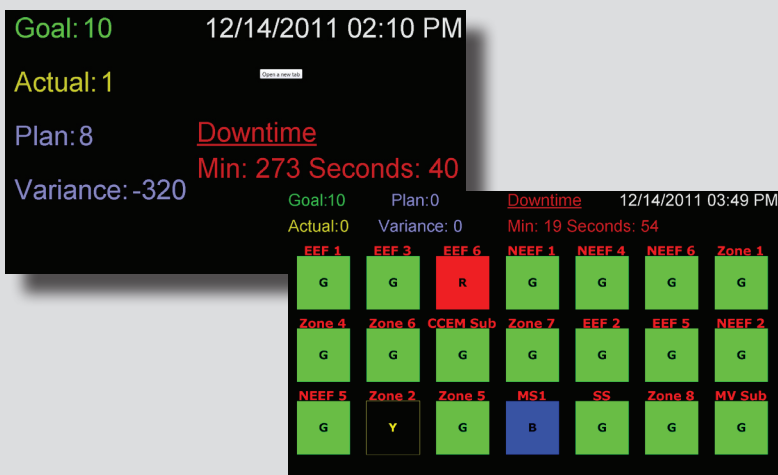 Goal: 10 12/14/2011 02:10 PM
Open a new tab
Actual: 1
Plan: 8
Downtime
Min: 273 Seconds: 40
Variance: -320
Goal:10 Plan:0 Downtime 12/14/2011 03:49 PM
Actual:0 Variance: 0 Min: 19 Seconds: 54
EEF 1 EEF 3 EEF 6 NEEF 1 NEEF 4 NEEF 6 Zone 1
G G R G G G G
Zone 4 Zone 6 CCEM Sub Zone 7 EEF 2 EEF 5 NEEF 2
G G G G G G G
NEEF 5 Zone 2 Zone 5 MS1 SS Zone 8 MV Sub
G Y G B G G G